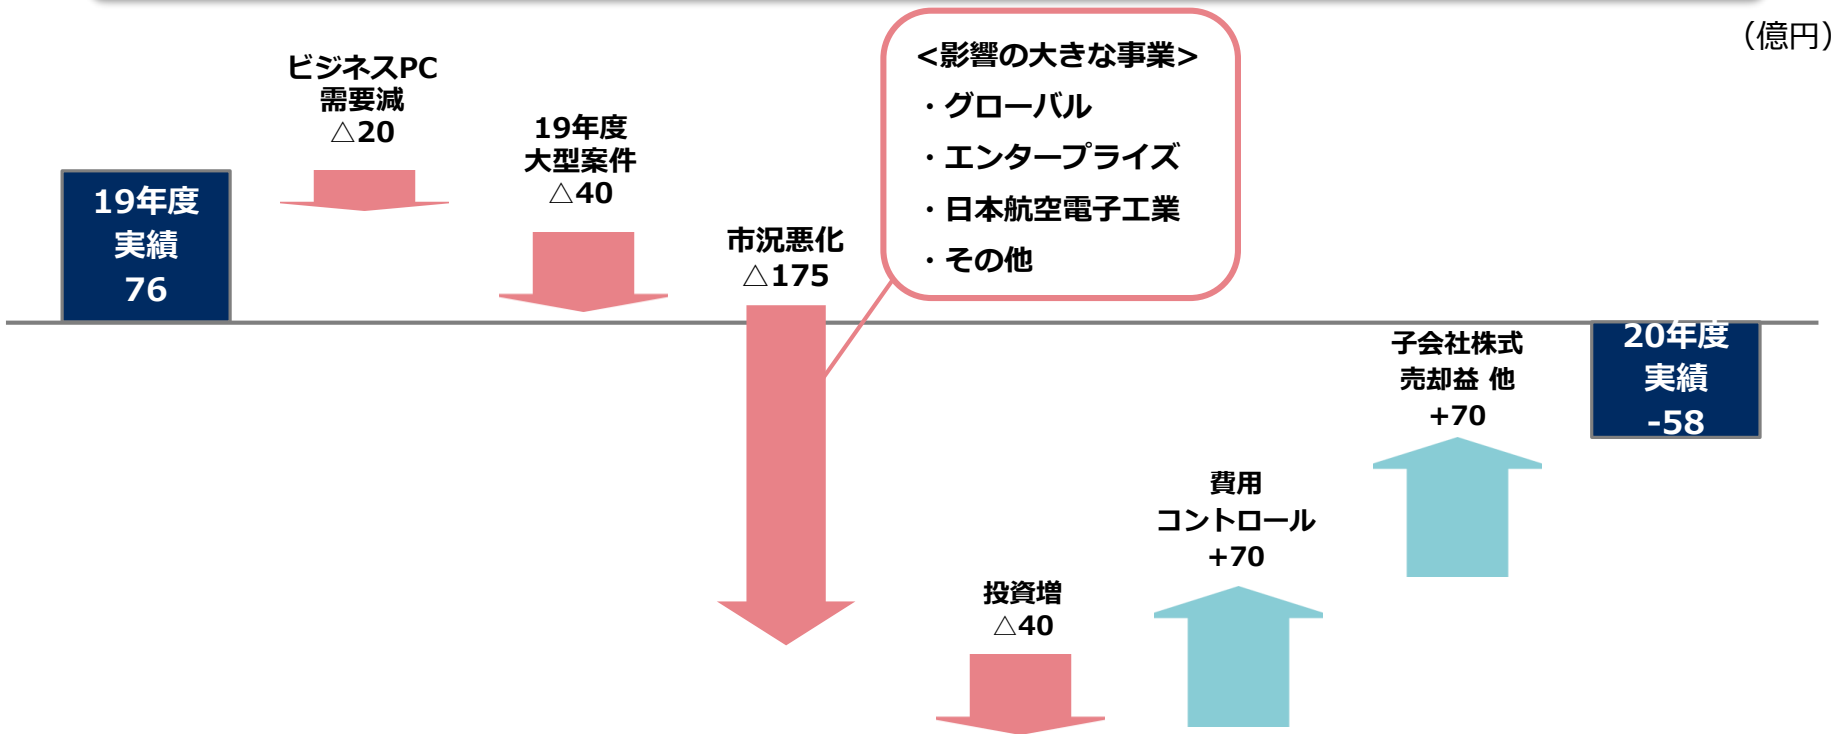 （億円）
ビジネスPC
需要減
△20
19年度
大型案件
△40
<影響の大きな事業>
・グローバル
・エンタープライズ
・日本航空電子工業
・その他
19年度
実績
76
市況悪化
△175
投資増
△40
費用
コントロール
+70
子会社株式
売却益 他
+70
20年度
実績
-58